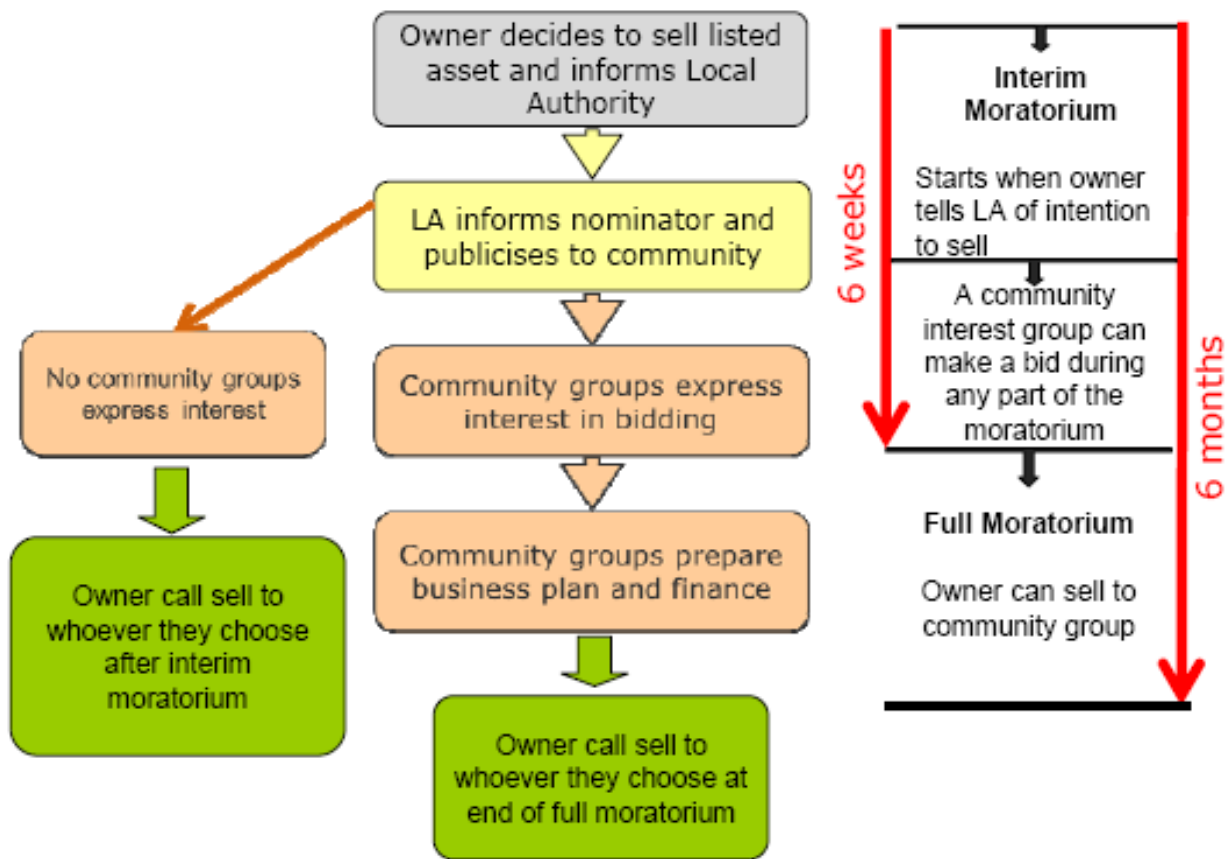 Owner decides to sell listed
asset and informs Local
Authority
LA informs nominator and
publicises to community
No community groups
express interest
Community groups express
interest in bidding
Community groups prepare
business plan and finance
Owner call sell to
whoever they choose
after interim
moratorium
Owner call sell to
whoever they choose at
end of full moratorium
6 weeks
Interim
Moratorium
Starts when owner
tells LA of intention
to sell
A community
interest group can
make a bid during
any part of the
moratorium
Full Moratorium
Owner can sell to
community group
6 months